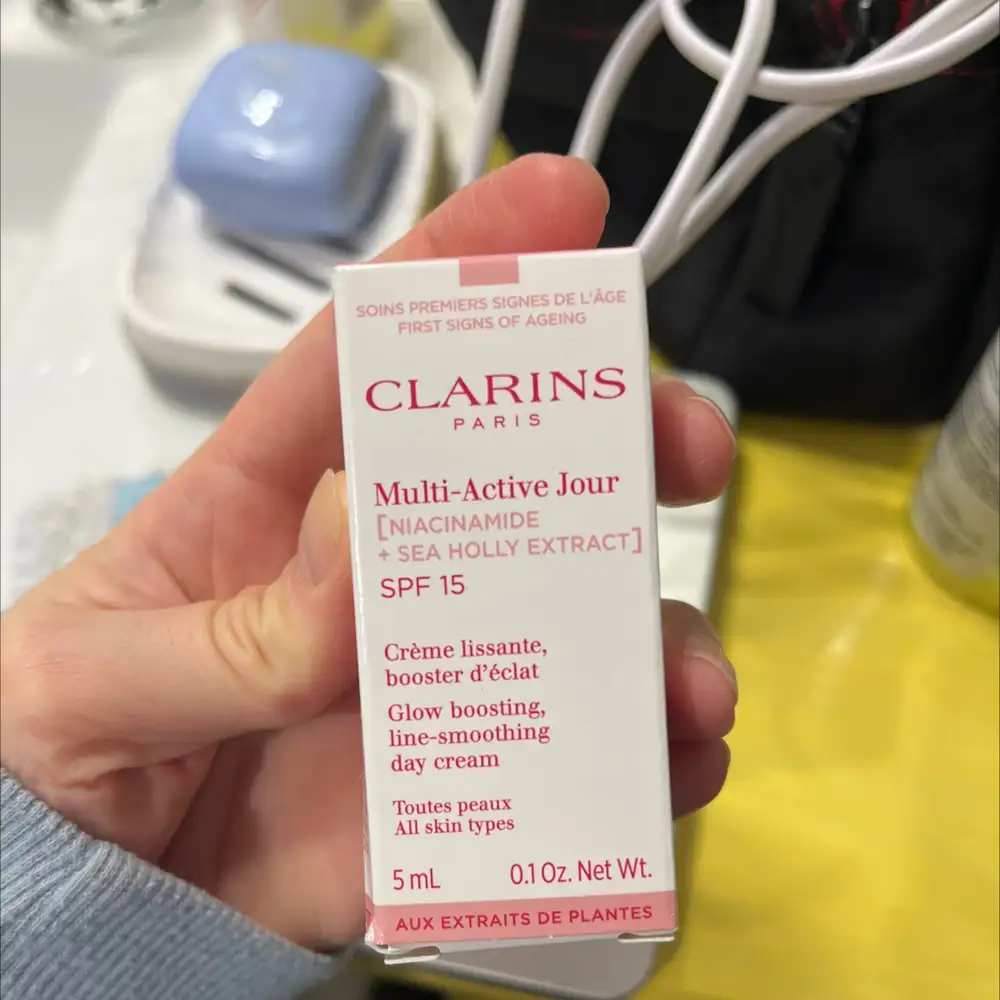 SOINS PREMIERS SIGNES DE L'ÂGE
FIRST SIGNS OF AGEING
CLARINS
PARIS
Multi-Active Jour
[NIACINAMIDE
+ SEA HOLLY EXTRACT]
SPF 15
Crème lissante,
booster d'éclat
Glow boosting,
line-smoothing
day cream
Toutes peaux
All skin types
5 mL 0.1 Oz. Net Wt.
AUX EXTRAITS DE PLANTES